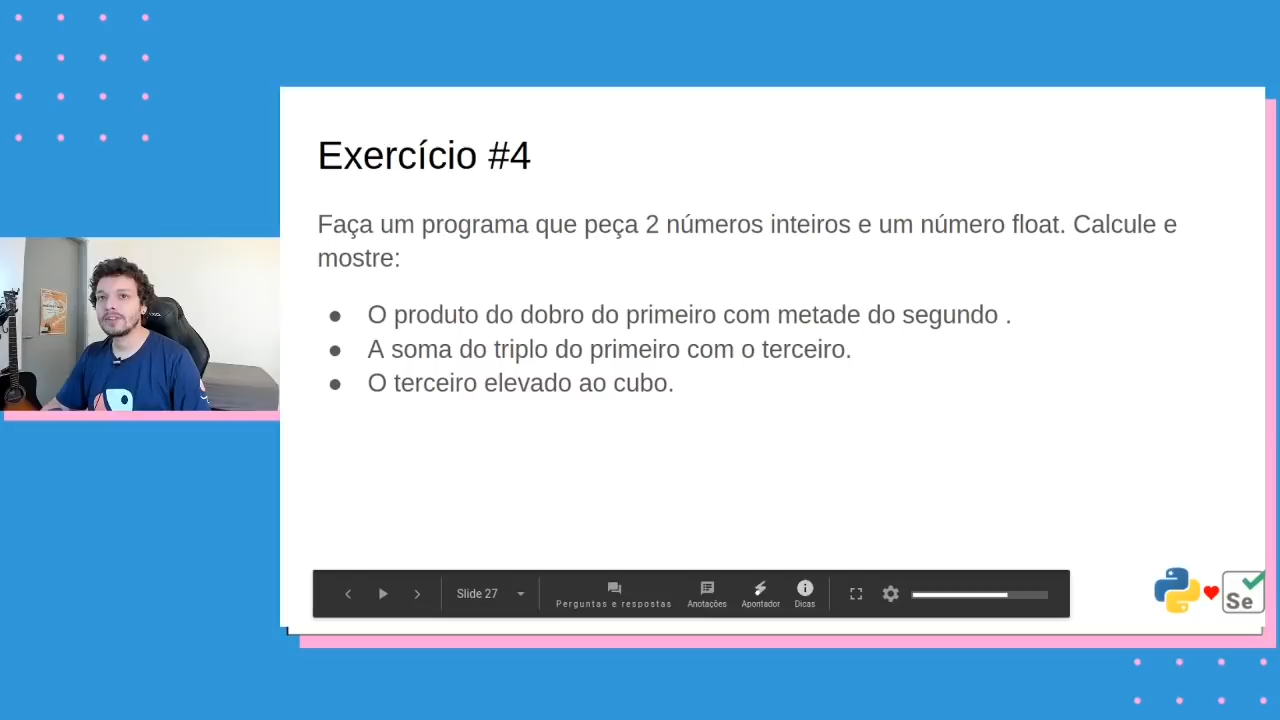 Exercício #4
Faça um programa que peça 2 números inteiros e um número float. Calcule e
mostre:
● O produto do dobro do primeiro com metade do segundo .
● A soma do triplo do primeiro com o terceiro.
● O terceiro elevado ao cubo.
Slide 27
Perguntas e respostas
Anotações
Apontador
Dicas
Se